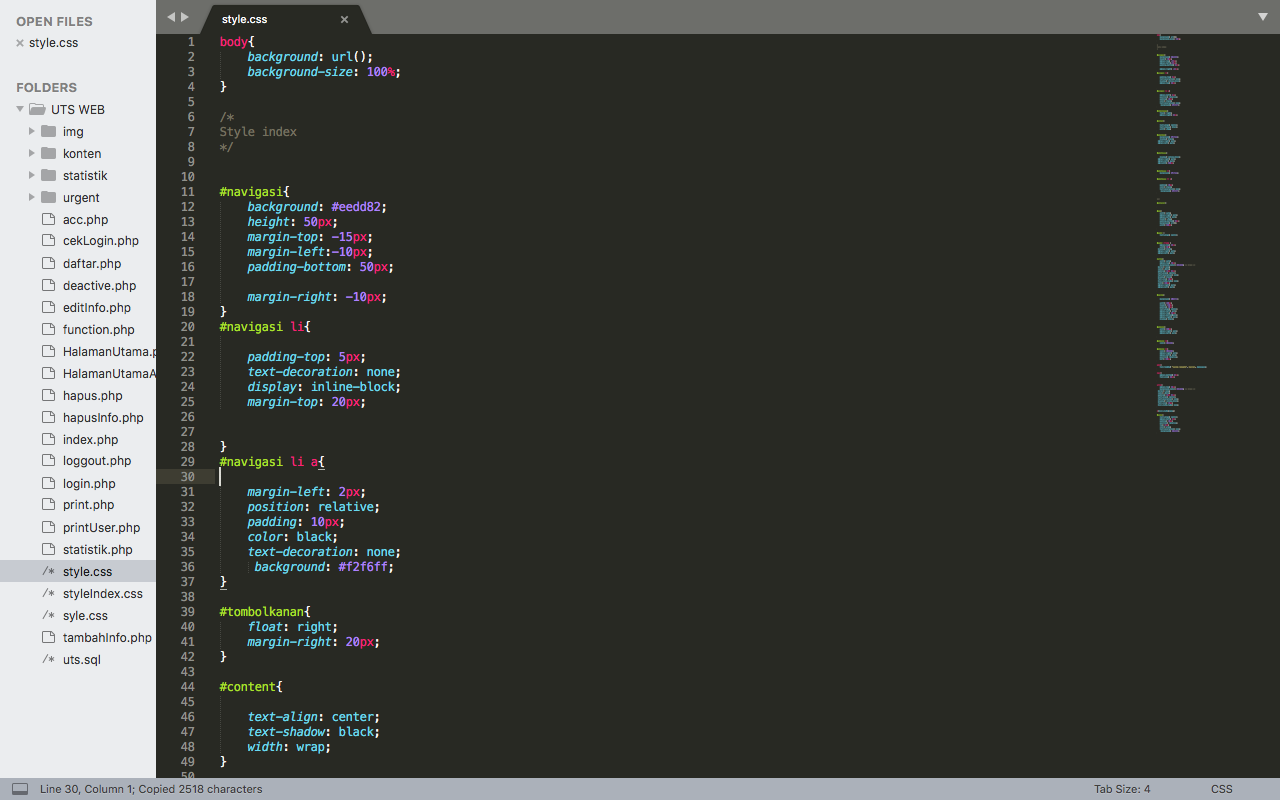 OPEN FILES
style.css
FOLDERS
UTS WEB
img
konten
statistik
urgent
acc.php
cekLogin.php
daftar.php
deactive.php
editInfo.php
function.php
HalamanUtama.p
HalamanUtamaA
hapus.php
hapusInfo.php
index.php
loggout.php
login.php
print.php
printUser.php
statistik.php
/* style.css
/* styleIndex.css
/* syle.css
tambahInfo.php
/* uts.sql
style.css
1 body{
2 background: url();
3 background-size: 100%;
4 }
5
6 /*
7 Style index
8 */
9
10
11 #navigasi{
12 background: #eedd82;
13 height: 50px;
14 margin-top: -15px;
15 margin-left:-10px;
16 padding-bottom: 50px;
17
18 margin-right: -10px;
19 }
20 #navigasi li{
21
22 padding-top: 5px;
23 text-decoration: none;
24 display: inline-block;
25 margin-top: 20px;
26
27
28 }
29 #navigasi li a{
30
31 margin-left: 2px;
32 position: relative;
33 padding: 10px;
34 color: black;
35 text-decoration: none;
36 background: #f2f6ff;
37 }
38
39 #tombolkanan{
40 float: right;
41 margin-right: 20px;
42 }
43
44 #content{
45
46 text-align: center;
47 text-shadow: black;
48 width: wrap;
49 }
50
Line 30, Column 1; Copied 2518 characters
Tab Size: 4
CSS